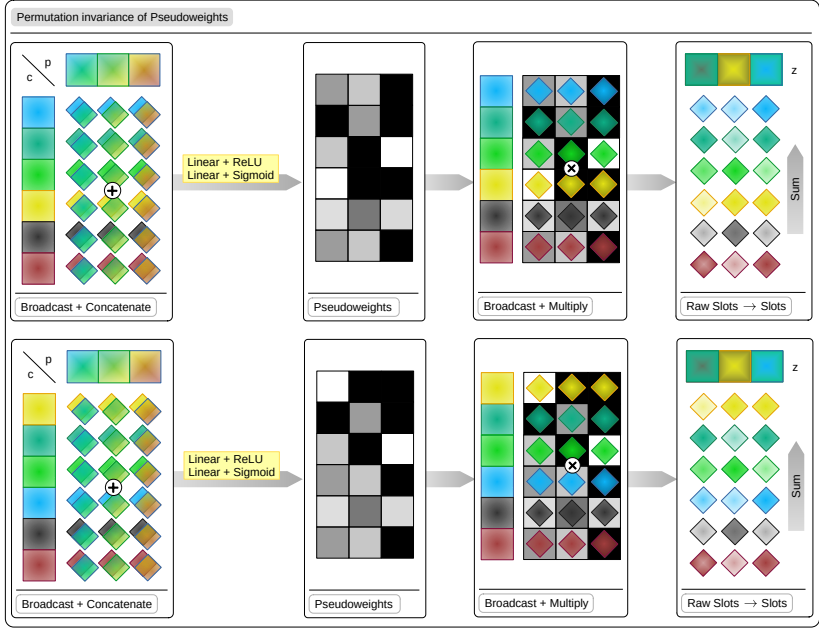 Permutation invariance of Pseudoweights
p
c
z
Linear + ReLU
Linear + Sigmoid
Sum
Broadcast + Concatenate
Pseudoweights
Broadcast + Multiply
Raw Slots → Slots
p
c
z
Linear + ReLU
Linear + Sigmoid
Sum
Broadcast + Concatenate
Pseudoweights
Broadcast + Multiply
Raw Slots → Slots